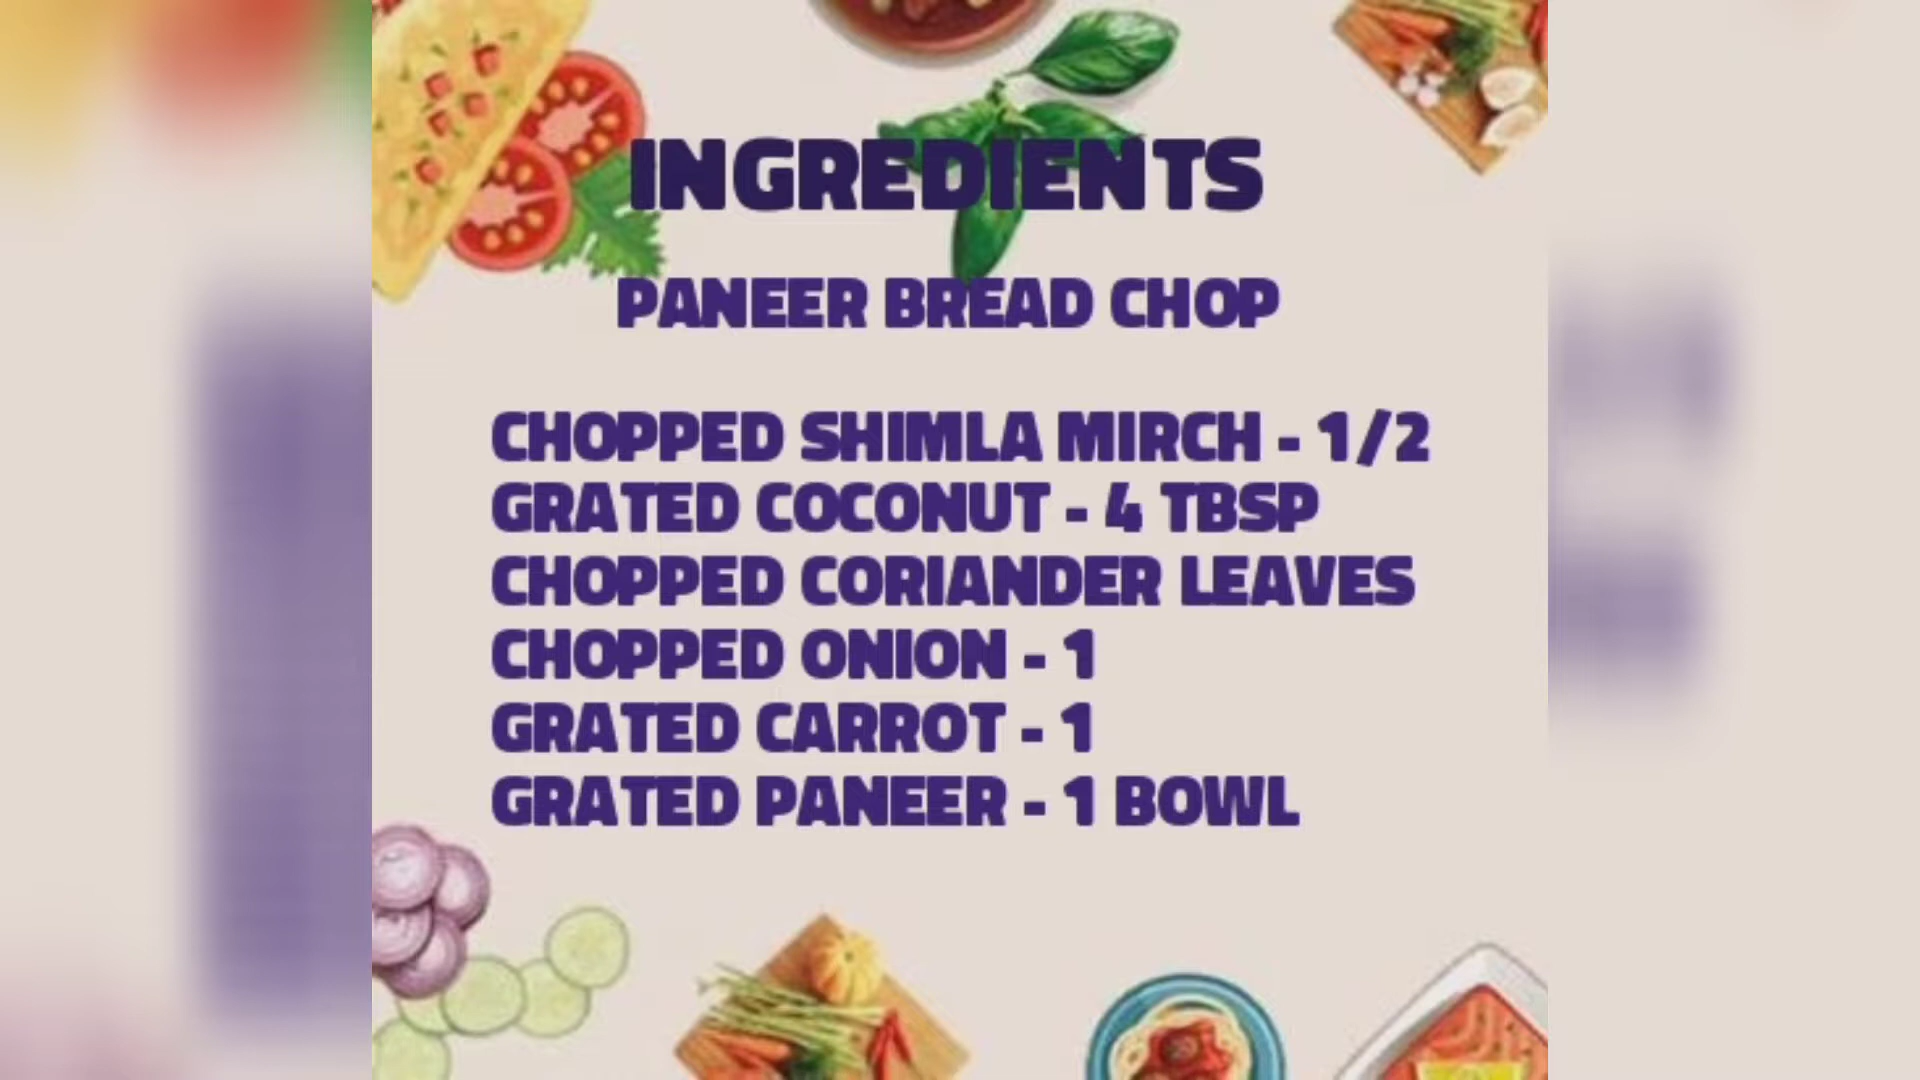 INGREDIENTS
PANEER BREAD CHOP
CHOPPED SHIMLA MIRCH - 1/2
GRATED COCONUT - 4 TBSP
CHOPPED CORIANDER LEAVES
CHOPPED ONION - 1
GRATED CARROT - 1
GRATED PANEER - 1 BOWL